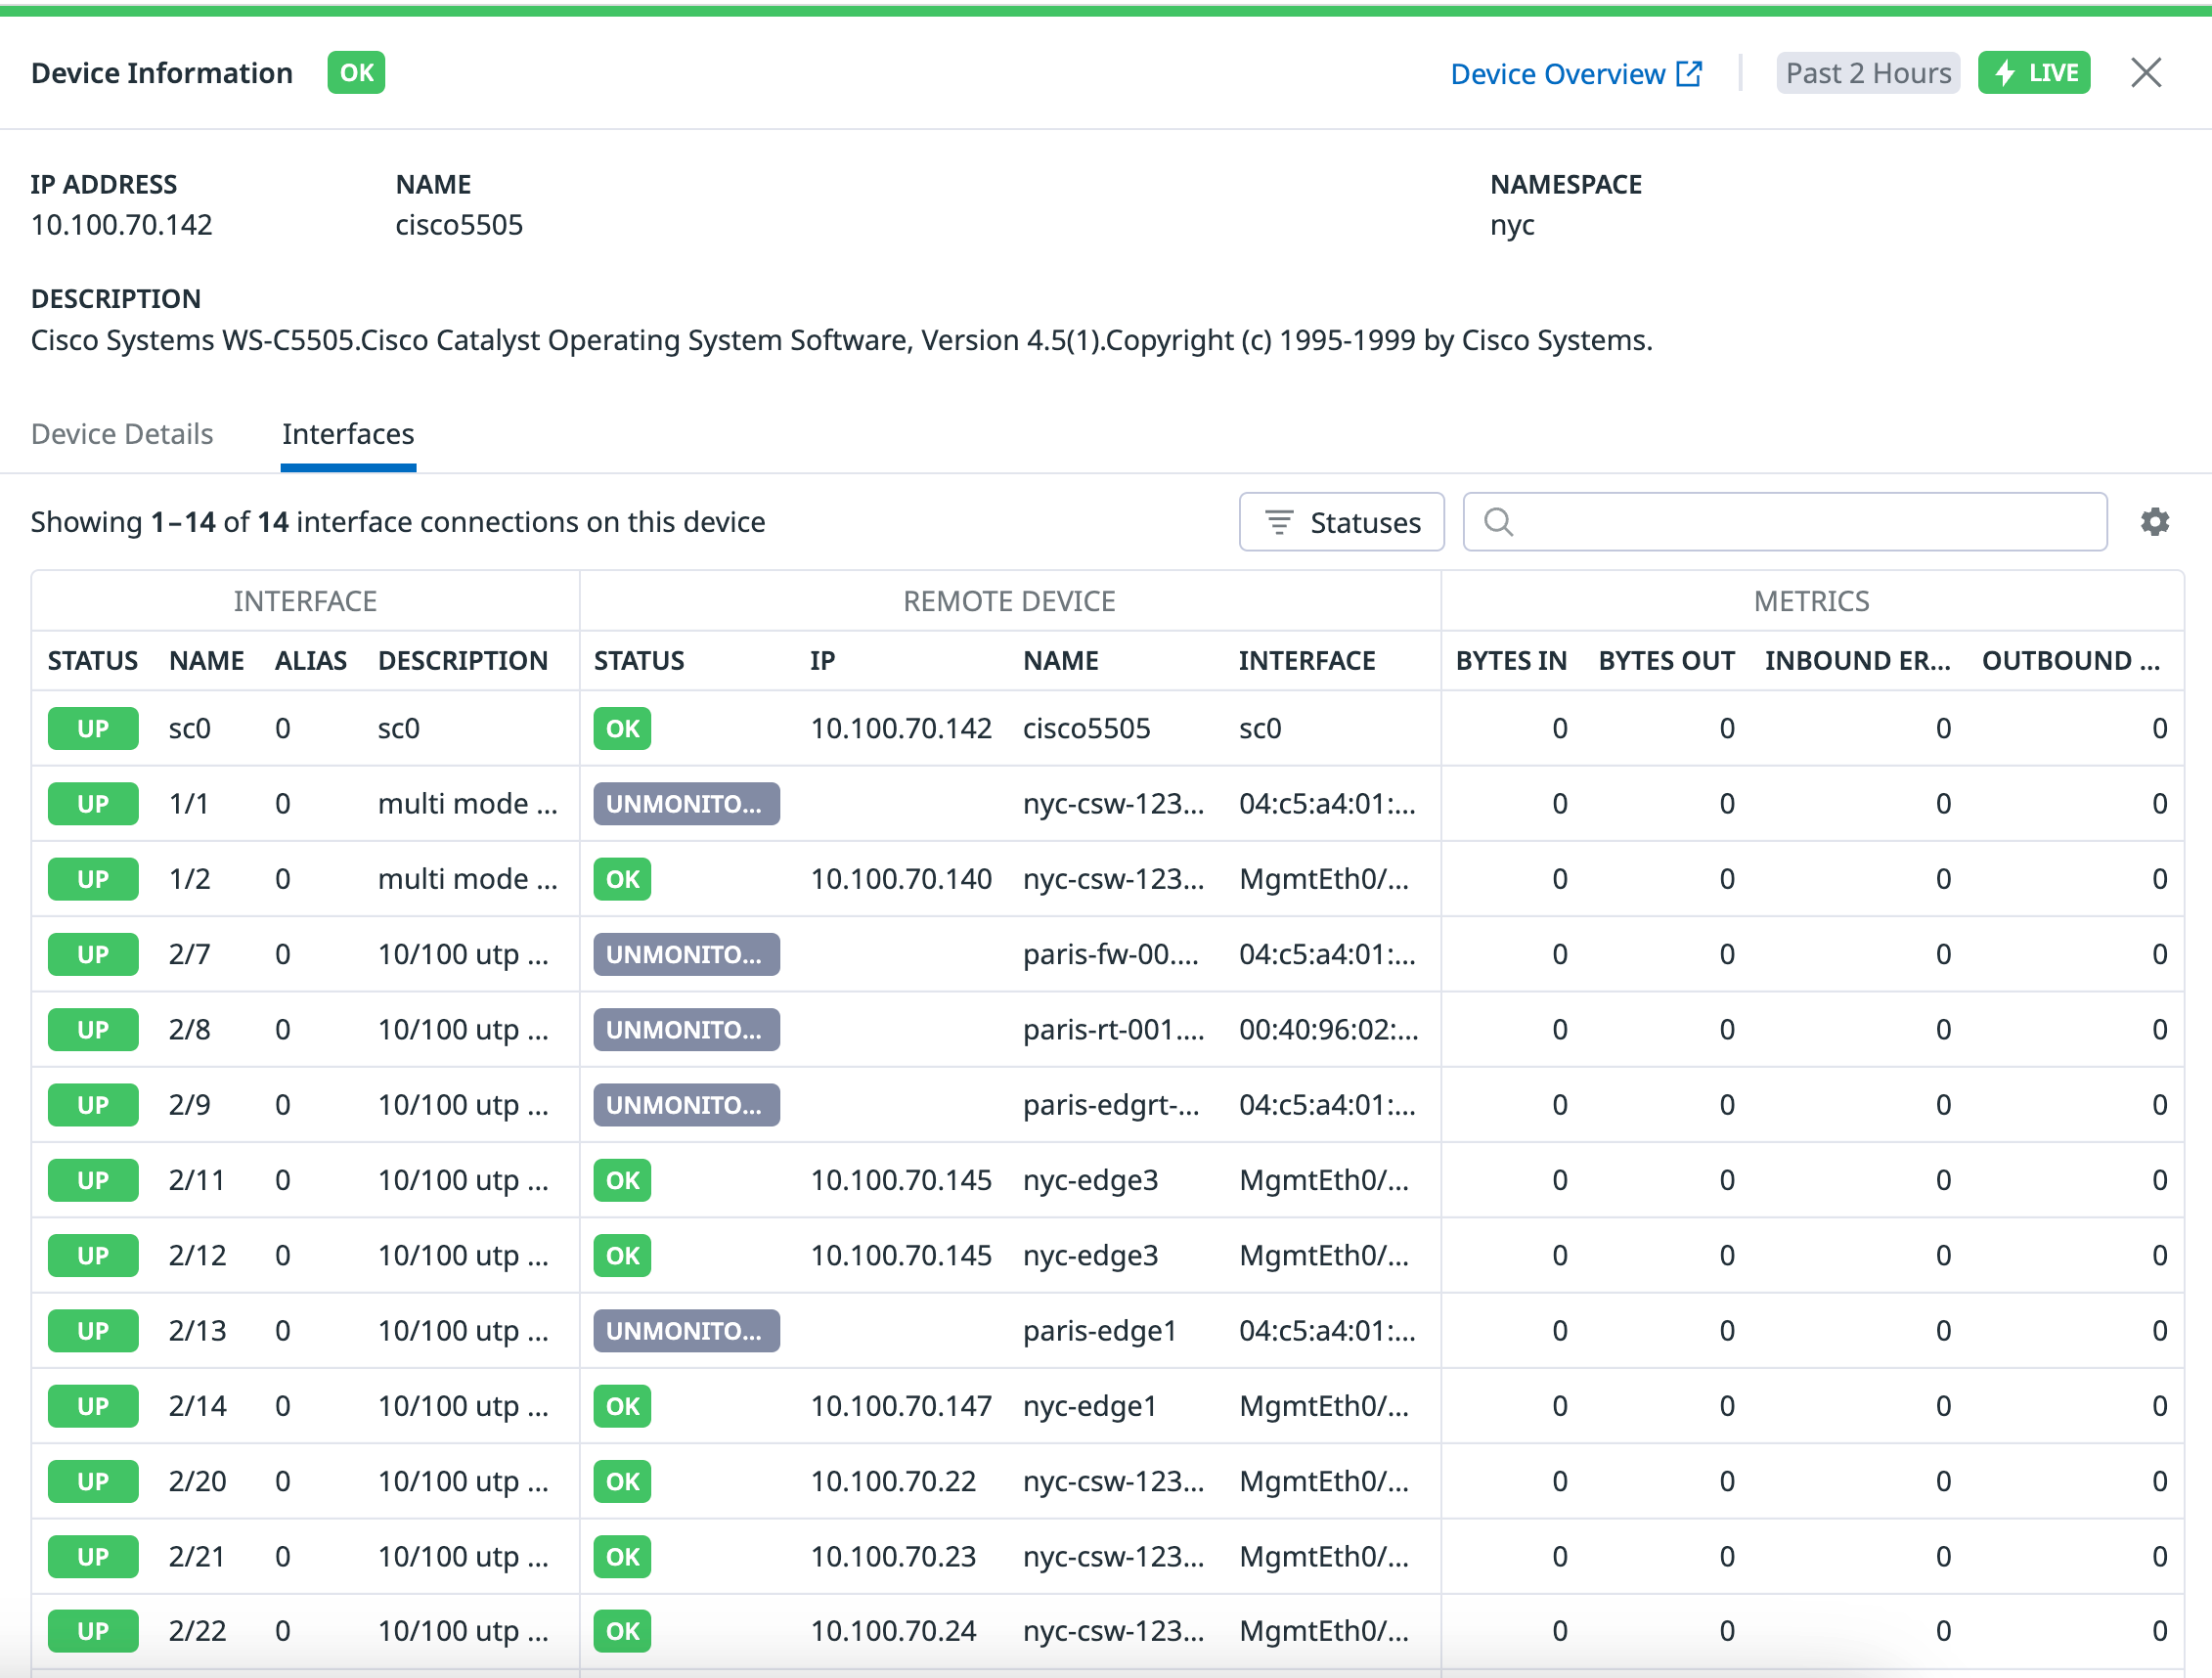 Device Information OK Device Overview Past 2 Hours LIVE
IP ADDRESS NAME NAMESPACE
10.100.70.142 cisco5505 nyc
DESCRIPTION
Cisco Systems WS-C5505.Cisco Catalyst Operating System Software, Version 4.5(1).Copyright (c) 1995-1999 by Cisco Systems.
Device Details Interfaces
Showing 1–14 of 14 interface connections on this device Statuses
INTERFACE REMOTE DEVICE METRICS
STATUS NAME ALIAS DESCRIPTION STATUS IP NAME INTERFACE BYTES IN BYTES OUT INBOUND ER... OUTBOUND ...
UP sc0 0 sc0 OK 10.100.70.142 cisco5505 sc0 0 0 0 0
UP 1/1 0 multi mode ... UNMONITO... nyc-csw-123... 04:c5:a4:01:... 0 0 0 0
UP 1/2 0 multi mode ... OK 10.100.70.140 nyc-csw-123... MgmtEth0/... 0 0 0 0
UP 2/7 0 10/100 utp ... UNMONITO... paris-fw-00.... 04:c5:a4:01:... 0 0 0 0
UP 2/8 0 10/100 utp ... UNMONITO... paris-rt-001.... 00:40:96:02:... 0 0 0 0
UP 2/9 0 10/100 utp ... UNMONITO... paris-edgrt-... 04:c5:a4:01:... 0 0 0 0
UP 2/11 0 10/100 utp ... OK 10.100.70.145 nyc-edge3 MgmtEth0/... 0 0 0 0
UP 2/12 0 10/100 utp ... OK 10.100.70.145 nyc-edge3 MgmtEth0/... 0 0 0 0
UP 2/13 0 10/100 utp ... UNMONITO... paris-edge1 04:c5:a4:01:... 0 0 0 0
UP 2/14 0 10/100 utp ... OK 10.100.70.147 nyc-edge1 MgmtEth0/... 0 0 0 0
UP 2/20 0 10/100 utp ... OK 10.100.70.22 nyc-csw-123... MgmtEth0/... 0 0 0 0
UP 2/21 0 10/100 utp ... OK 10.100.70.23 nyc-csw-123... MgmtEth0/... 0 0 0 0
UP 2/22 0 10/100 utp ... OK 10.100.70.24 nyc-csw-123... MgmtEth0/... 0 0 0 0